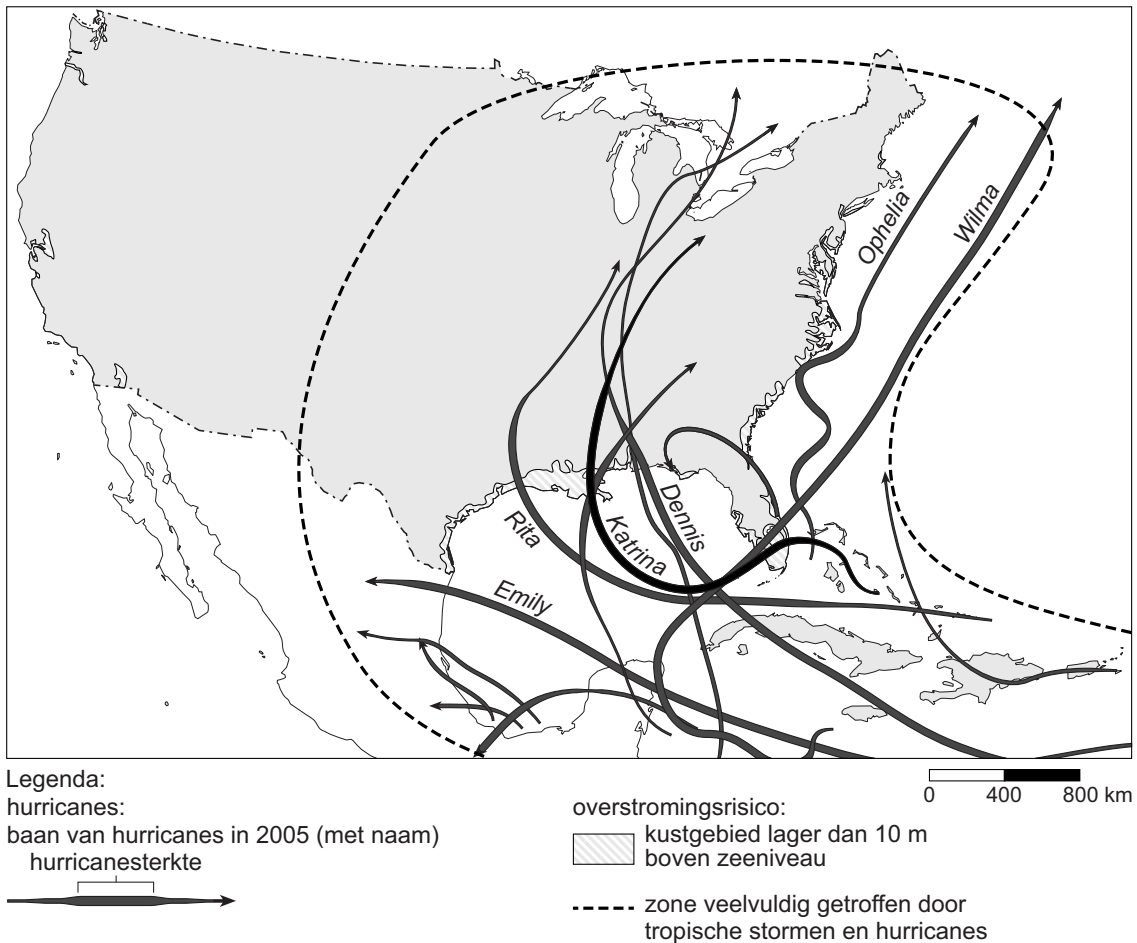 Ophelia
Wilma
Dennis
Katrina
Rita
Emily
Legenda:
hurricanes:
baan van hurricanes in 2005 (met naam)
hurricanesterkte
0 400 800 km
overstromingsrisico:
kustgebied lager dan 10 m
boven zeeniveau
zone veelvuldig getroffen door
tropische stormen en hurricanes